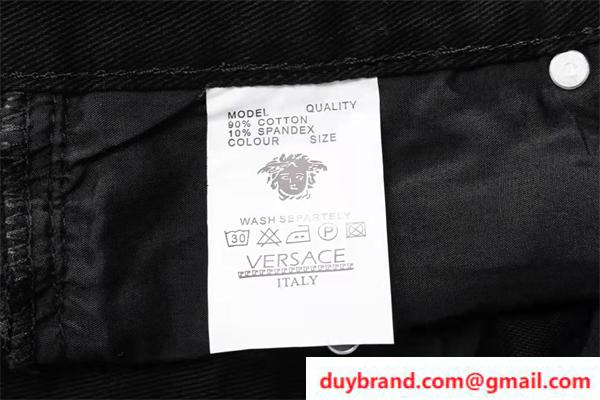 MODEL QUALITY
90% COTTON
10% SPANDEX
COLOUR SIZE
WASH SEPARTELY
30 P
VERSACE
ITALY
duybrand.com@gmail.com